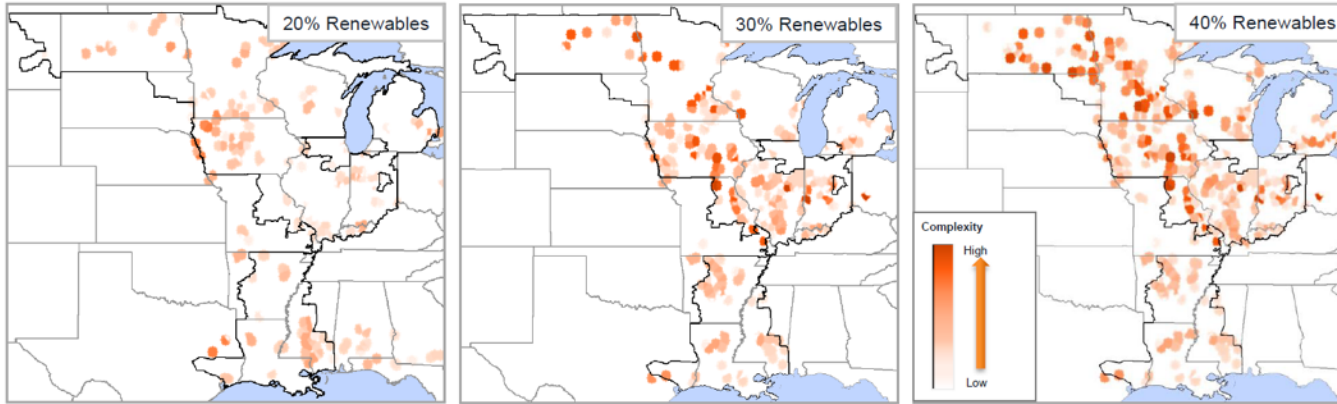 20% Renewables
30% Renewables
40% Renewables
Complexity
High
Low